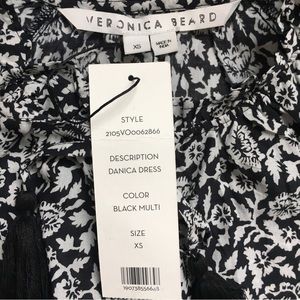 VERONICA BEARD
XS
MADE IN
INDIA
STYLE
2105VO0062866
DESCRIPTION
DANICA DRESS
COLOR
BLACK MULTI
SIZE
XS